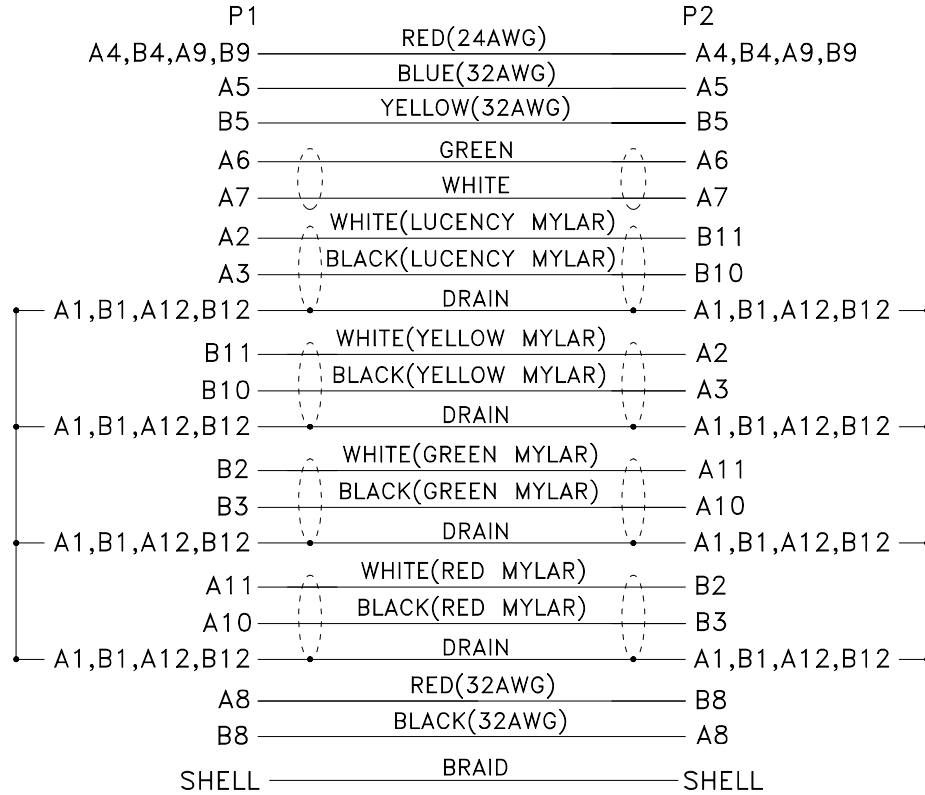 P1 P2
A4,B4,A9,B9 RED(24AWG) A4,B4,A9,B9
A5 BLUE(32AWG) A5
B5 YELLOW(32AWG) B5
A6 GREEN A6
A7 WHITE A7
A2 WHITE(LUCENCY MYLAR) B11
A3 BLACK(LUCENCY MYLAR) B10
A1,B1,A12,B12 DRAIN A1,B1,A12,B12
B11 WHITE(YELLOW MYLAR) A2
B10 BLACK(YELLOW MYLAR) A3
A1,B1,A12,B12 DRAIN A1,B1,A12,B12
B2 WHITE(GREEN MYLAR) A11
B3 BLACK(GREEN MYLAR) A10
A1,B1,A12,B12 DRAIN A1,B1,A12,B12
A11 WHITE(RED MYLAR) B2
A10 BLACK(RED MYLAR) B3
A1,B1,A12,B12 DRAIN A1,B1,A12,B12
A8 RED(32AWG) B8
B8 BLACK(32AWG) A8
SHELL BRAID SHELL